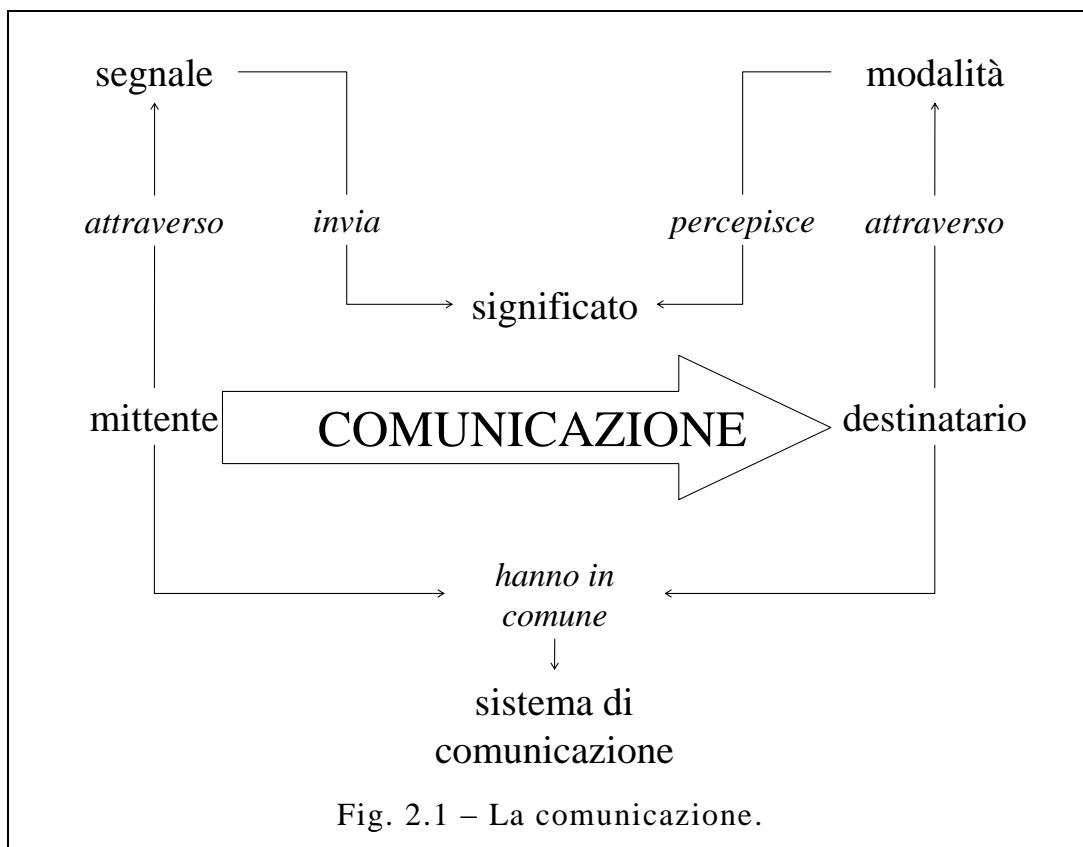 segnale modalità
attraverso invia percepisce attraverso
significato
mittente COMUNICAZIONE destinatario
hanno in
comune
sistema di
comunicazione
Fig. 2.1 – La comunicazione.